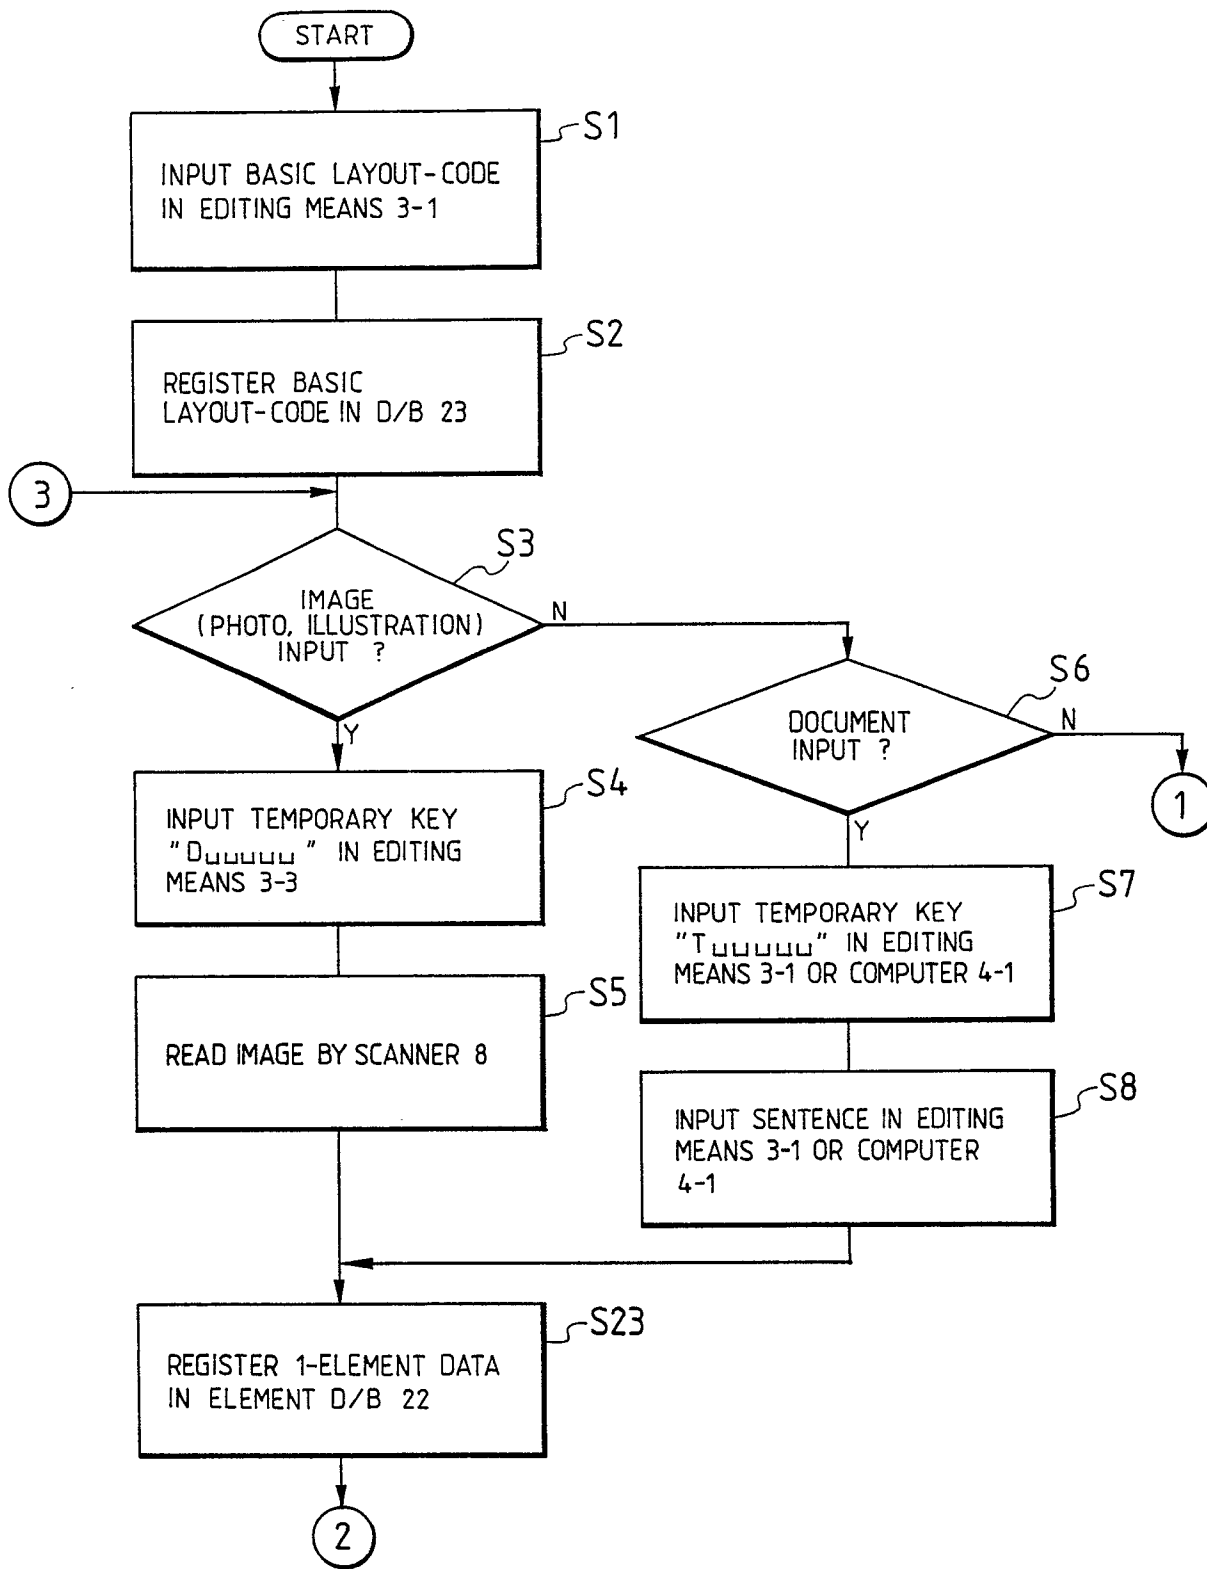 START
S1
INPUT BASIC LAYOUT-CODE
IN EDITING MEANS 3-1
S2
REGISTER BASIC
LAYOUT-CODE IN D/B 23
3
S3
IMAGE
(PHOTO, ILLUSTRATION)
INPUT ?
N
Y
S6
DOCUMENT
INPUT ?
N
Y
1
S4
INPUT TEMPORARY KEY
"D␣␣␣␣␣" IN EDITING
MEANS 3-3
S7
INPUT TEMPORARY KEY
"T␣␣␣␣␣" IN EDITING
MEANS 3-1 OR COMPUTER 4-1
S5
READ IMAGE BY SCANNER 8
S8
INPUT SENTENCE IN EDITING
MEANS 3-1 OR COMPUTER
4-1
S23
REGISTER 1-ELEMENT DATA
IN ELEMENT D/B 22
2